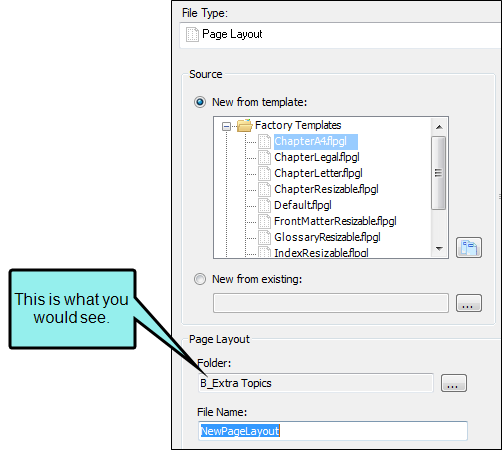 File Type:
Page Layout
Source
New from template:
Factory Templates
ChapterA4.flpgl
ChapterLegal.flpgl
ChapterLetter.flpgl
ChapterResizable.flpgl
Default.flpgl
FrontMatterResizable.flpgl
GlossaryResizable.flpgl
IndexResizable.flpgl
New from existing:
...
This is what you
would see.
Page Layout
Folder:
B_Extra Topics
...
File Name:
NewPageLayout